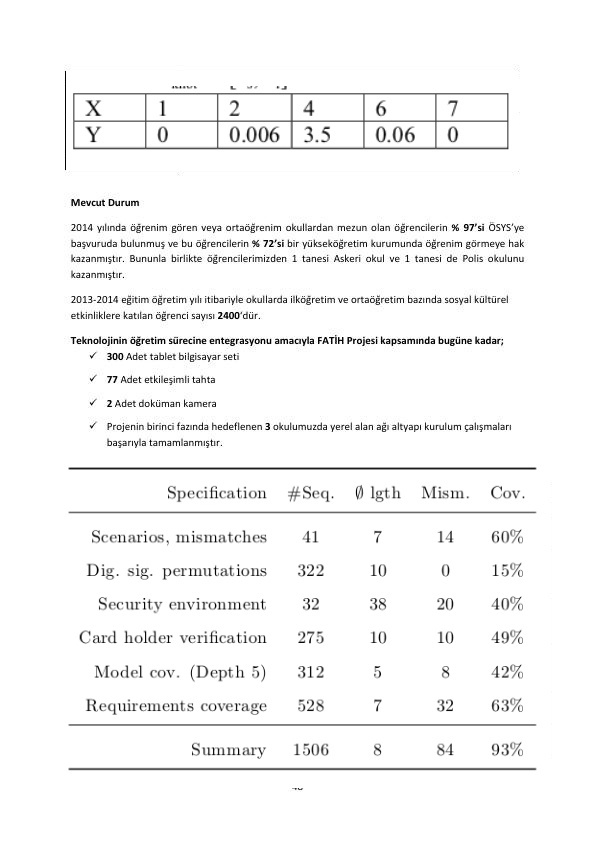 X 1 2 4 6 7
Y 0 0.006 3.5 0.06 0
Mevcut Durum
2014 yılında öğrenim gören veya ortaöğrenim okullardan mezun olan öğrencilerin % 97’si ÖSYS’ye
başvuruda bulunmuş ve bu öğrencilerin % 72’si bir yükseköğretim kurumunda öğrenim görmeye hak
kazanmıştır. Bununla birlikte öğrencilerimizden 1 tanesi Askeri okul ve 1 tanesi de Polis okulunu
kazanmıştır.
2013-2014 eğitim öğretim yılı itibariyle okullarda ilköğretim ve ortaöğretim bazında sosyal kültürel
etkinliklere katılan öğrenci sayısı 2400‘dür.
Teknolojinin öğretim sürecine entegrasyonu amacıyla FATİH Projesi kapsamında bugüne kadar;
✓ 300 Adet tablet bilgisayar seti
✓ 77 Adet etkileşimli tahta
✓ 2 Adet doküman kamera
✓ Projenin birinci fazında hedeflenen 3 okulumuzda yerel alan ağı altyapı kurulum çalışmaları
başarıyla tamamlanmıştır.
Specification #Seq. ∅ lgth Mism. Cov.
Scenarios, mismatches 41 7 14 60%
Dig. sig. permutations 322 10 0 15%
Security environment 32 38 20 40%
Card holder verification 275 10 10 49%
Model cov. (Depth 5) 312 5 8 42%
Requirements coverage 528 7 32 63%
Summary 1506 8 84 93%